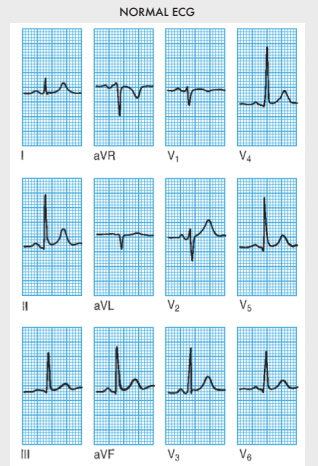 NORMAL ECG
I aVR V₁ V₄
II aVL V₂ V₅
III aVF V₃ V₆